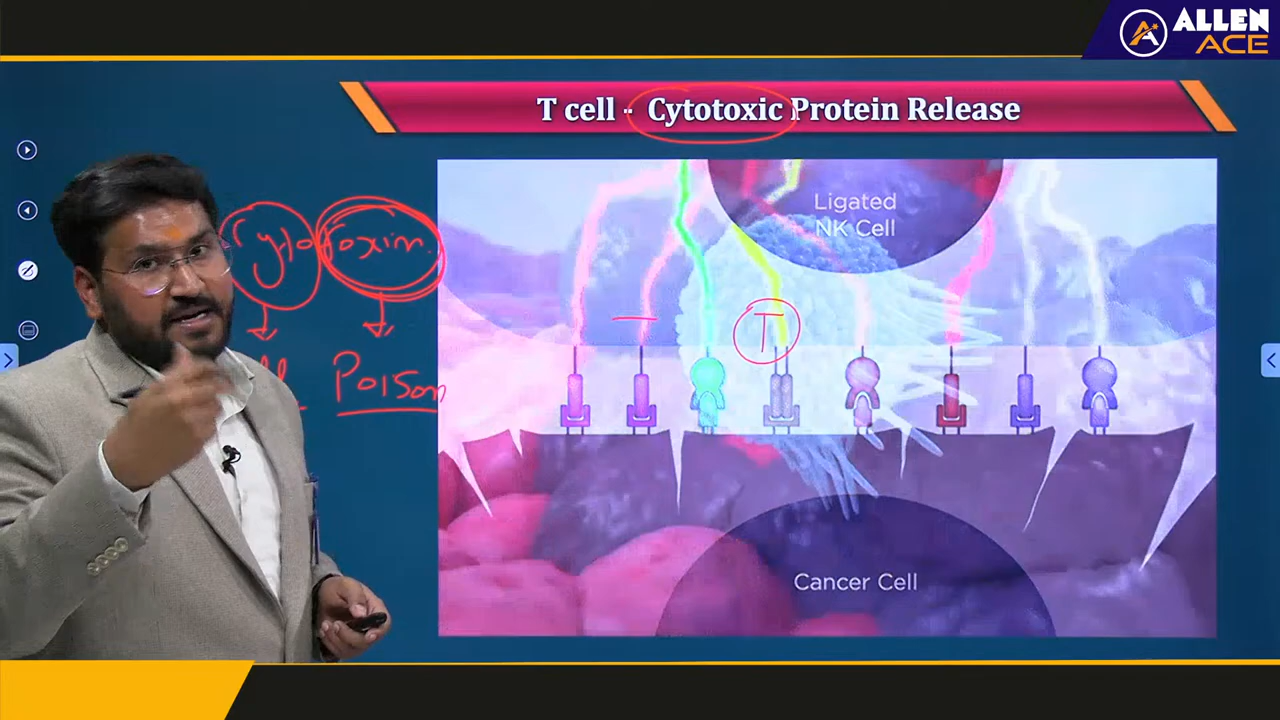 ALLEN
ACE
T cell - Cytotoxic Protein Release
Cyto toxin.
Poison
Ligated
NK Cell
T
Cancer Cell